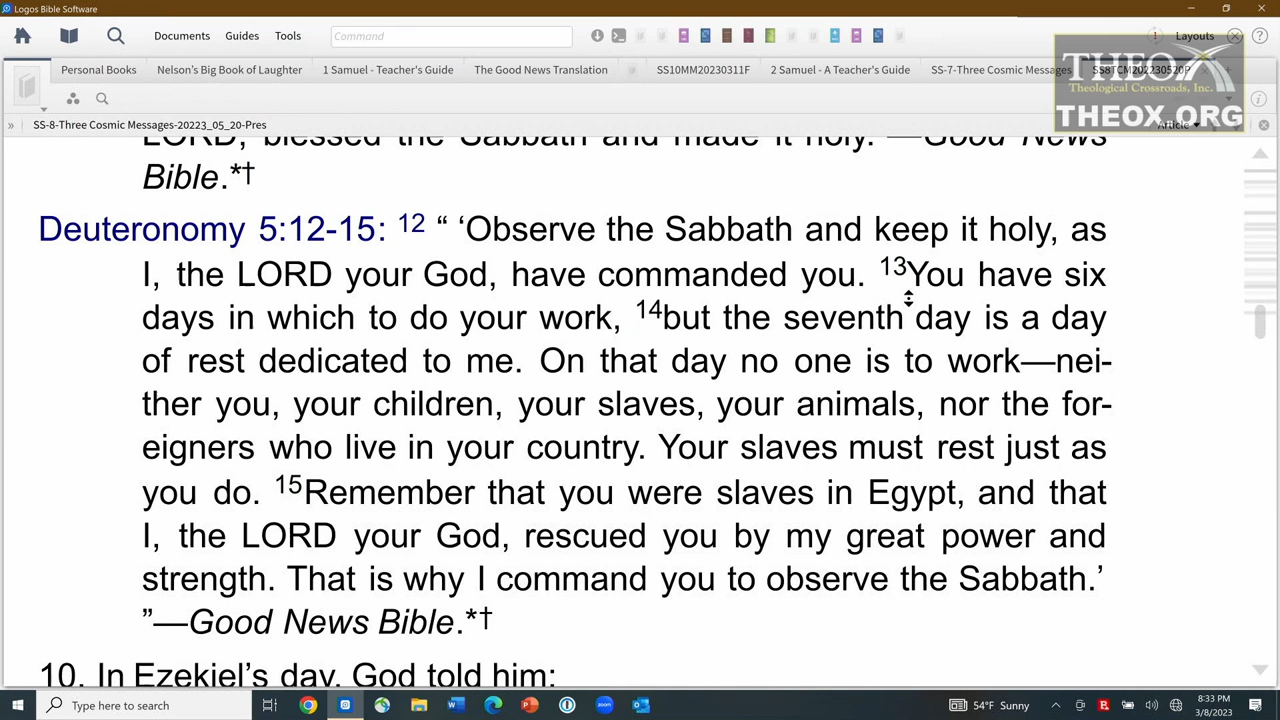 Logos Bible Software
Documents Guides Tools Command Layouts
Personal Books Nelson's Big Book of Laughter 1 Samuel Teac The Good News Translation SS10MM20230311F 2 Samuel - A Teacher's Guide SS-7-Three Cosmic Messages SS8TCM20230520P
THEOX
Theological Crossroads, Inc.
THEOX.ORG
SS-8-Three Cosmic Messages-20223_05_20-Pres Article
LORD, blessed the Sabbath and made it holy. —Good News
Bible.*†
Deuteronomy 5:12-15: 12 “ ‘Observe the Sabbath and keep it holy, as
I, the LORD your God, have commanded you. 13You have six
days in which to do your work, 14but the seventh day is a day
of rest dedicated to me. On that day no one is to work—nei-
ther you, your children, your slaves, your animals, nor the for-
eigners who live in your country. Your slaves must rest just as
you do. 15Remember that you were slaves in Egypt, and that
I, the LORD your God, rescued you by my great power and
strength. That is why I command you to observe the Sabbath.’
”—Good News Bible.*†
10. In Ezekiel’s day, God told him:
Type here to search
54°F Sunny
8:33 PM
3/8/2023